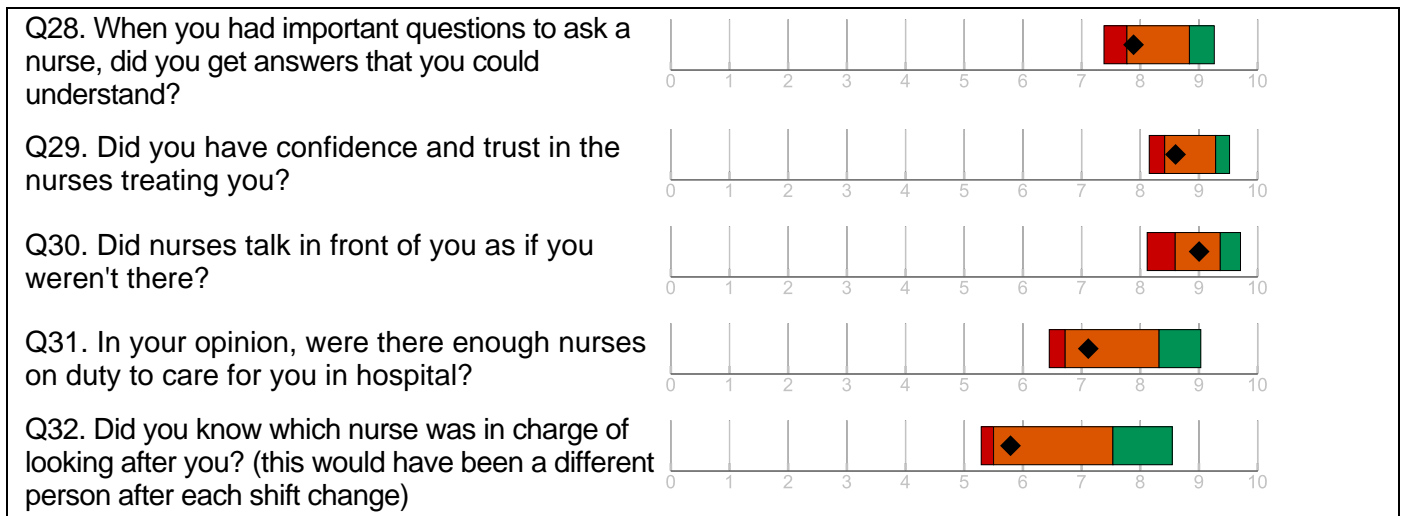 Q28. When you had important questions to ask a
nurse, did you get answers that you could
understand?
0 1 2 3 4 5 6 7 8 9 10
Q29. Did you have confidence and trust in the
nurses treating you?
0 1 2 3 4 5 6 7 8 9 10
Q30. Did nurses talk in front of you as if you
weren't there?
0 1 2 3 4 5 6 7 8 9 10
Q31. In your opinion, were there enough nurses
on duty to care for you in hospital?
0 1 2 3 4 5 6 7 8 9 10
Q32. Did you know which nurse was in charge of
looking after you? (this would have been a different
person after each shift change)
0 1 2 3 4 5 6 7 8 9 10